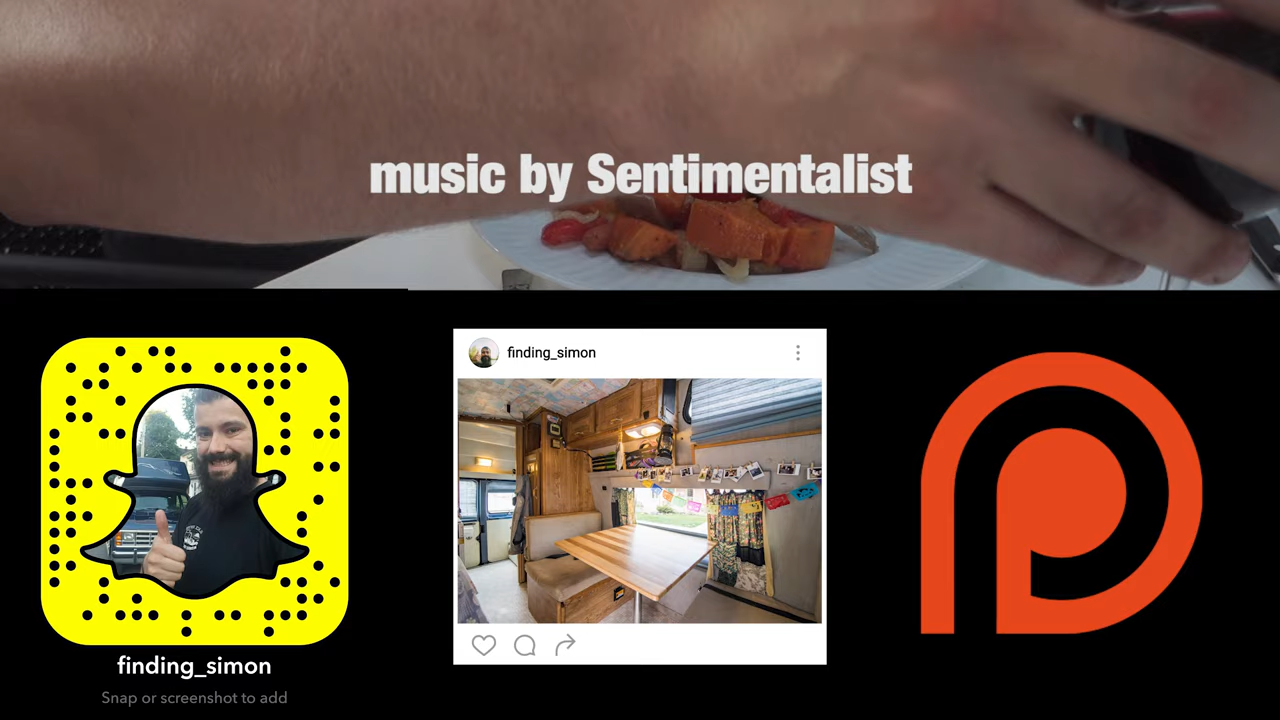 music by Sentimentalist
finding_simon
finding_simon
Snap or screenshot to add